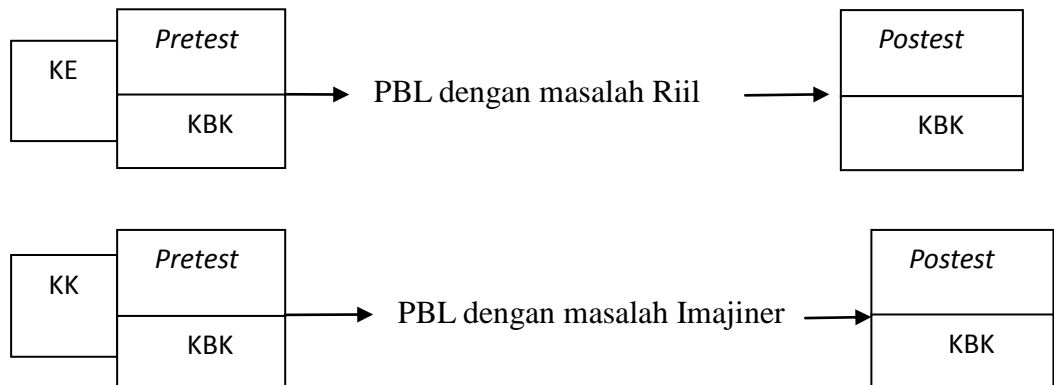 Pretest
Postest
KE
PBL dengan masalah Riil
KBK
KBK
Pretest
Postest
KK
PBL dengan masalah Imajiner
KBK
KBK